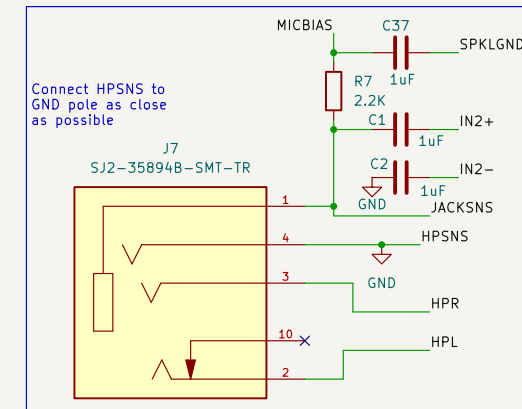 MICBIAS
C37
SPKLGND
1uF
R7
2.2K
Connect HPSNS to
GND pole as close
as possible
C1
IN2+
1uF
J7
SJ2-35894B-SMT-TR
C2
IN2-
1uF
GND
1
JACKSNS
4
HPSNS
3
GND
HPR
10
HPL
2